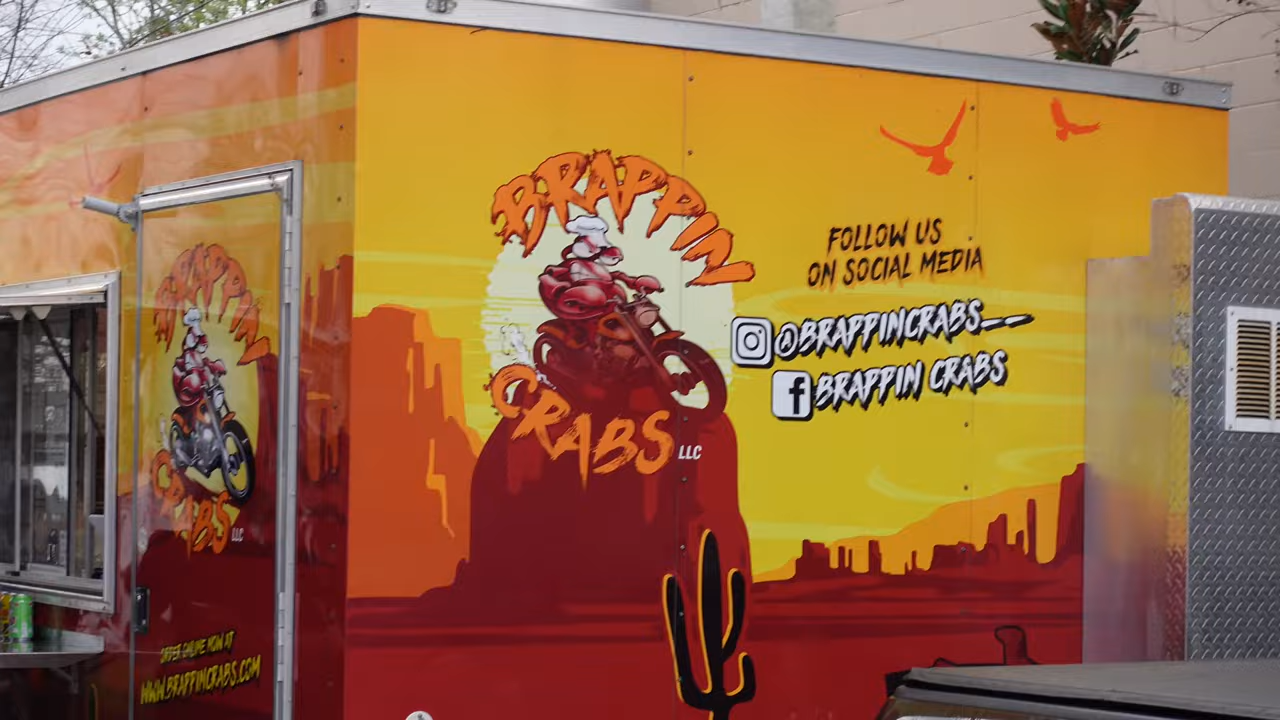 BRAPPIN
CRABS
LLC
ORDER ONLINE NOW AT
WWW.BRAPPINCRABS.COM
BRAPPIN
CRABS LLC
FOLLOW US
ON SOCIAL MEDIA
@BRAPPINCRABS__
f BRAPPIN CRABS